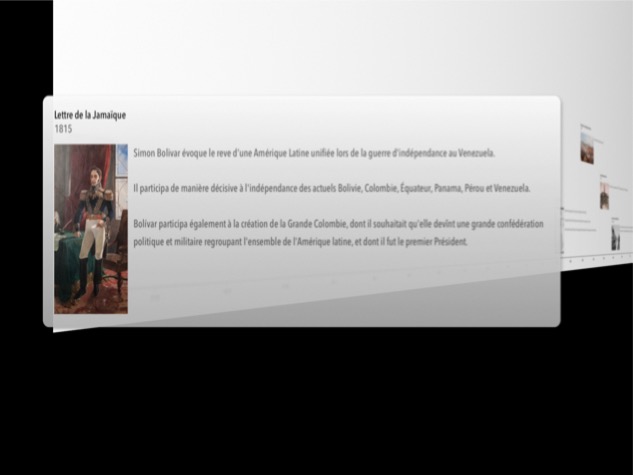 Lettre de la Jamaïque
1815
Simon Bolivar évoque le reve d'une Amérique Latine unifiée lors de la guerre d'indépendance au Venezuela.
Il participa de manière décisive à l'indépendance des actuels Bolivie, Colombie, Équateur, Panama, Pérou et Venezuela.
Bolivar participa également à la création de la Grande Colombie, dont il souhaitait qu'elle devînt une grande confédération
politique et militaire regroupant l'ensemble de l'Amérique latine, et dont il fut le premier Président.